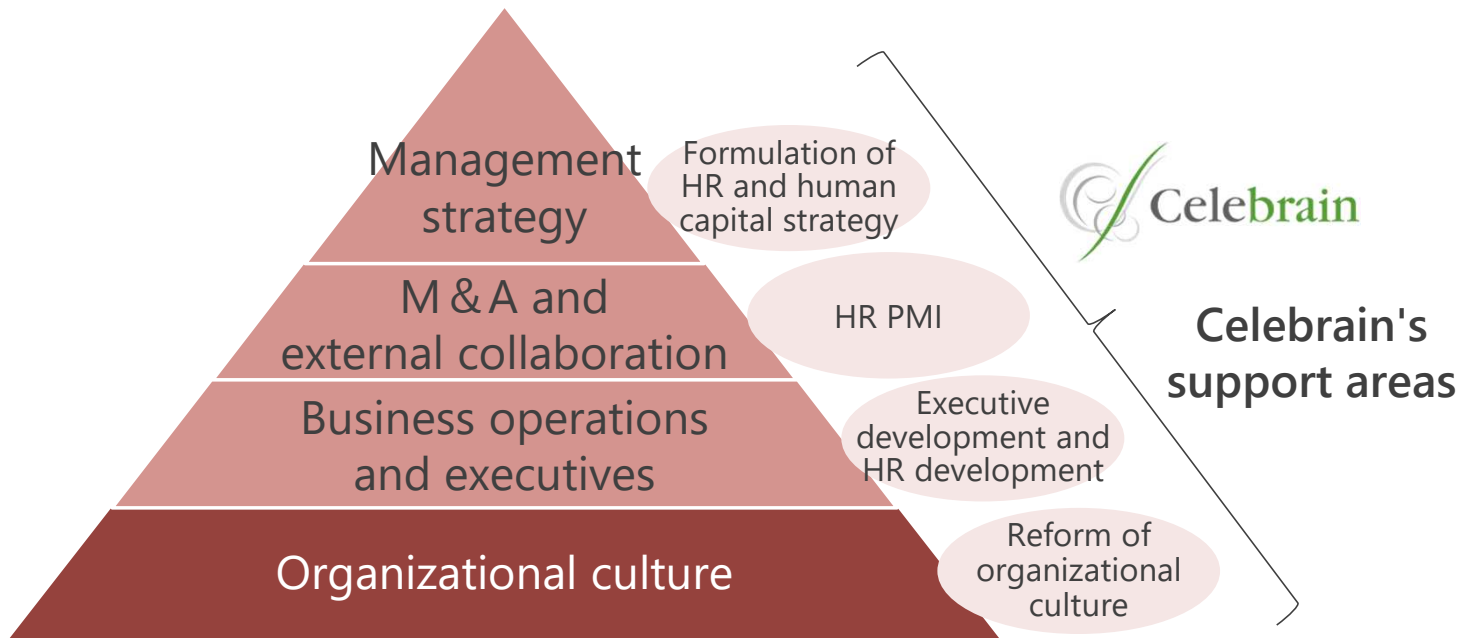 Management
strategy
Formulation of
HR and human
capital strategy
Celebrain
M＆A and
external collaboration
HR PMI
Celebrain's
support areas
Business operations
and executives
Executive
development and
HR development
Organizational culture
Reform of
organizational
culture